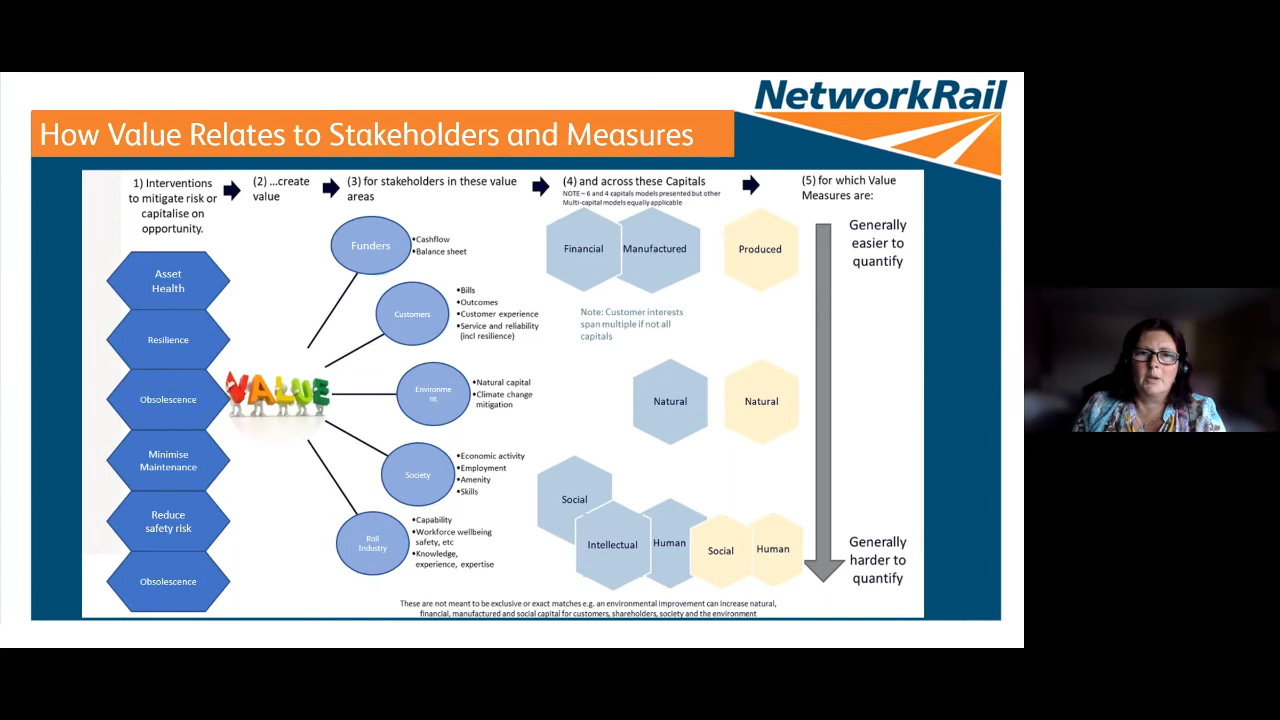 NetworkRail
How Value Relates to Stakeholders and Measures
1) Interventions
to mitigate risk or
capitalise on
opportunity.
(2) ...create
value
(3) for stakeholders in these value
areas
(4) and across these Capitals
NOTE – 6 and 4 capitals models presented but other
Multi-capital models equally applicable
(5) for which Value
Measures are:
Asset
Health
Resilience
Obsolescence
Minimise
Maintenance
Reduce
safety risk
Obsolescence
VALUE
Funders
•Cashflow
•Balance sheet
Customers
•Bills
•Outcomes
•Customer experience
•Service and reliability
(incl resilience)
Environme
nt
•Natural capital
•Climate change
mitigation
Society
•Economic activity
•Employment
•Amenity
•Skills
Rail
Industry
•Capability
•Workforce wellbeing
safety, etc
•Knowledge,
experience, expertise
Financial
Manufactured
Produced
Note: Customer interests
span multiple if not all
capitals
Natural
Natural
Social
Intellectual
Human
Social
Human
Generally
easier to
quantify
Generally
harder to
quantify
These are not meant to be exclusive or exact matches e.g. an environmental improvement can increase natural,
financial, manufactured and social capital for customers, shareholders, society and the environment